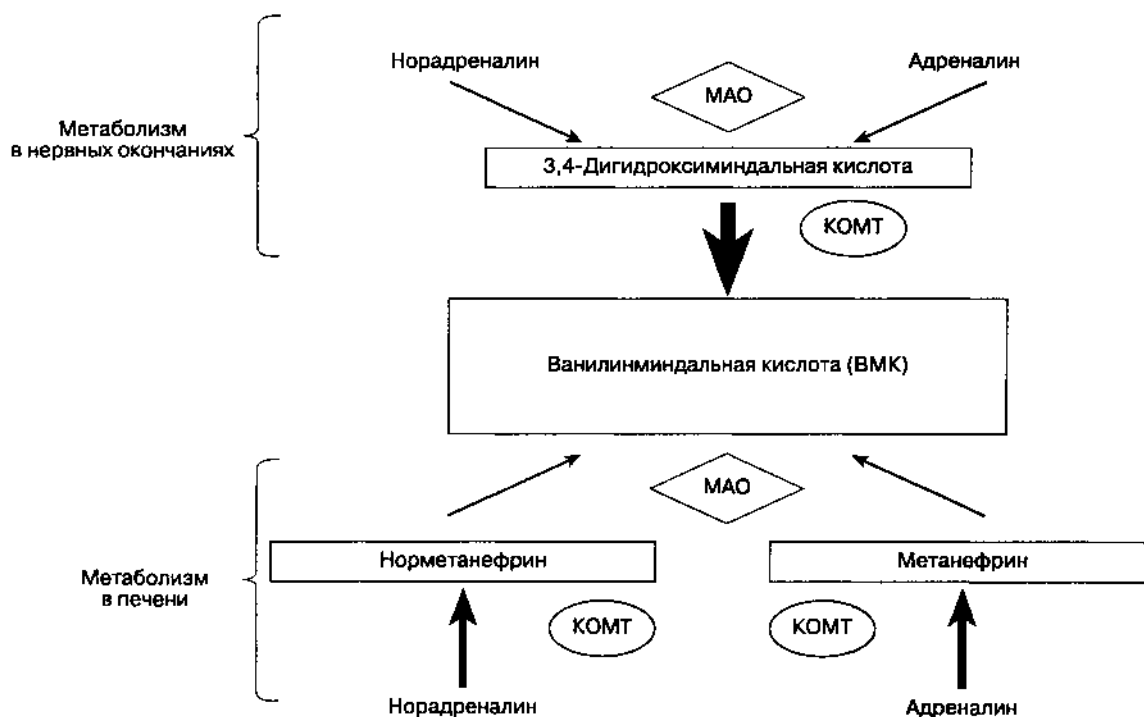 Норадреналин
Адреналин
МАО
Метаболизм
в нервных окончаниях
3,4-Дигидроксиминдальная кислота
КОМТ
Ванилинминдальная кислота (ВМК)
МАО
Норметанефрин
Метанефрин
Метаболизм
в печени
КОМТ
КОМТ
Норадреналин
Адреналин